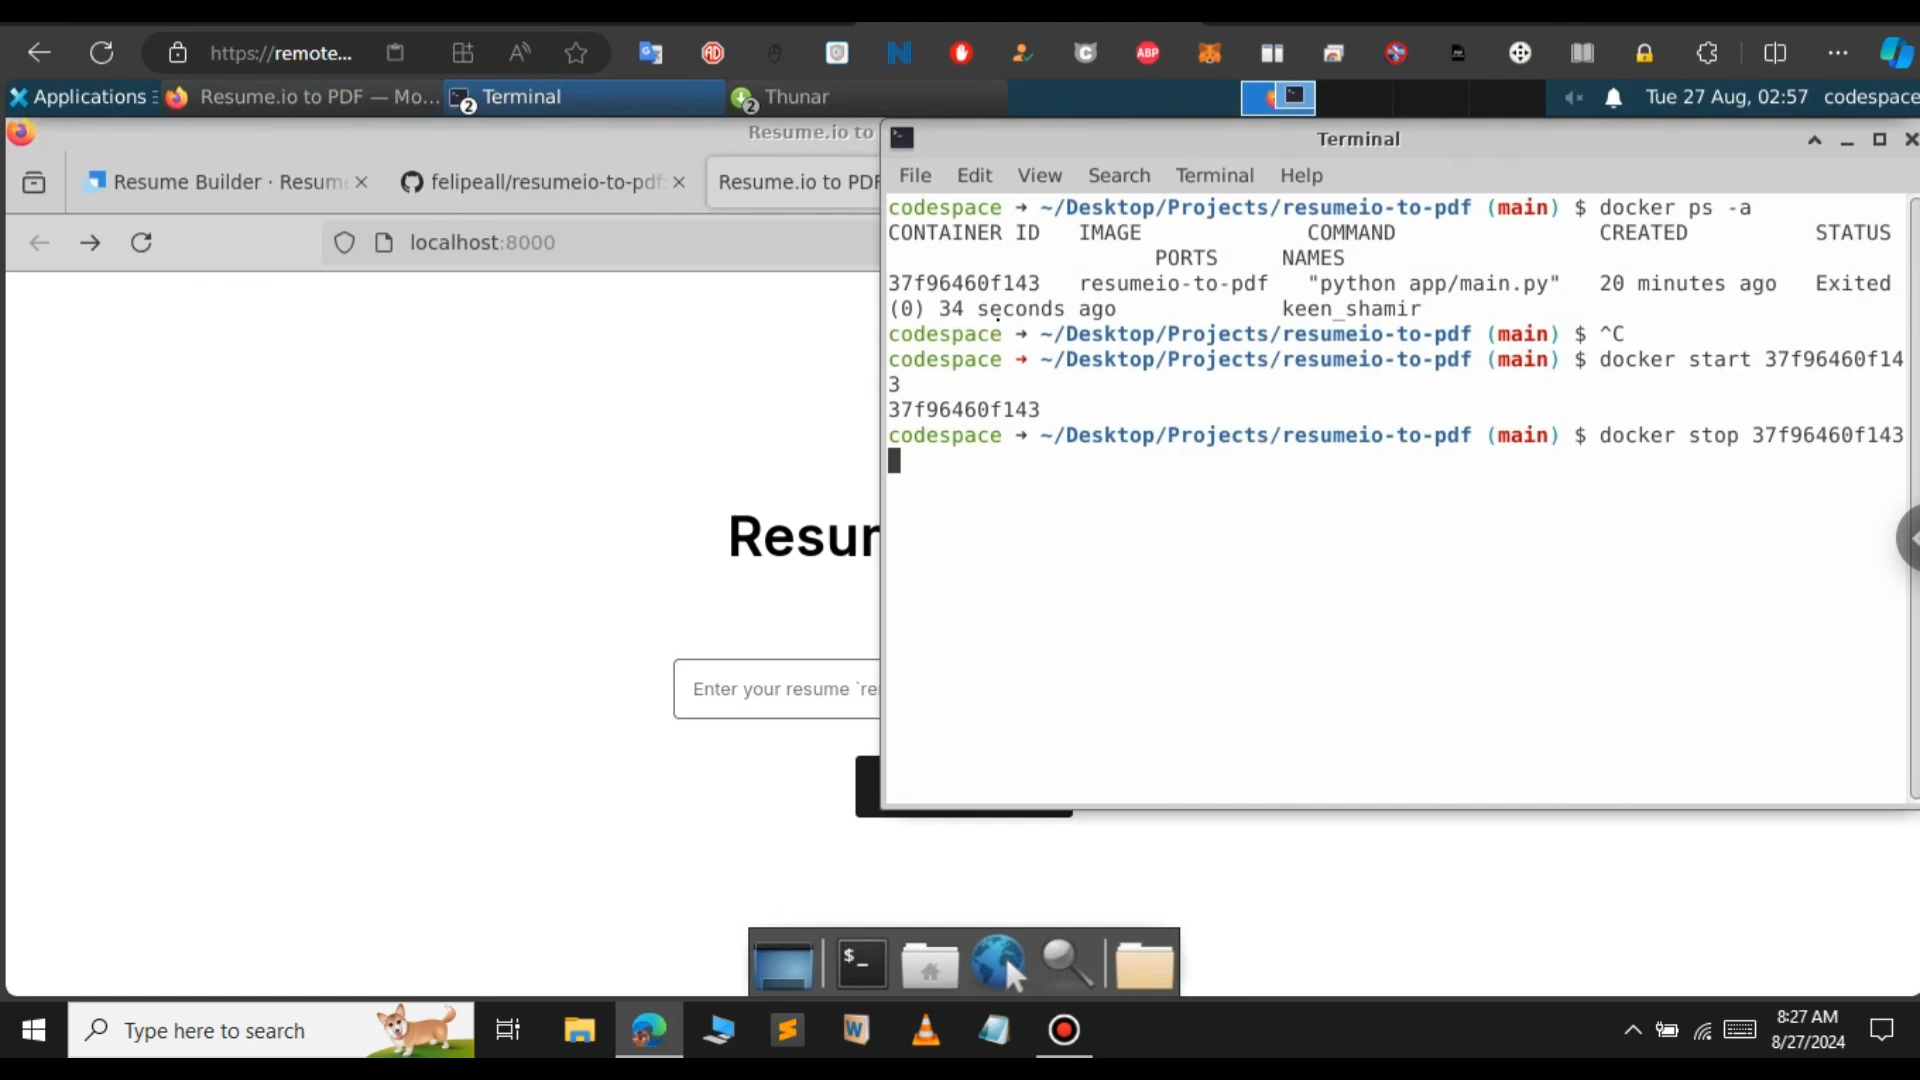 https://remote...
Applications
Resume.io to PDF — Mo...
2
Terminal
2
Thunar
Tue 27 Aug, 02:57
codespace
Resume.io to
Resume Builder · Resum
felipeall/resumeio-to-pdf:
Resume.io to PDF
localhost:8000
Resum
Enter your resume `re
Terminal
File Edit View Search Terminal Help
codespace → ~/Desktop/Projects/resumeio-to-pdf (main) $ docker ps -a
CONTAINER ID IMAGE COMMAND CREATED STATUS
PORTS NAMES
37f96460f143 resumeio-to-pdf "python app/main.py" 20 minutes ago Exited
(0) 34 seconds ago keen_shamir
codespace → ~/Desktop/Projects/resumeio-to-pdf (main) $ ^C
codespace → ~/Desktop/Projects/resumeio-to-pdf (main) $ docker start 37f96460f14
3
37f96460f143
codespace → ~/Desktop/Projects/resumeio-to-pdf (main) $ docker stop 37f96460f143
Type here to search
8:27 AM
8/27/2024